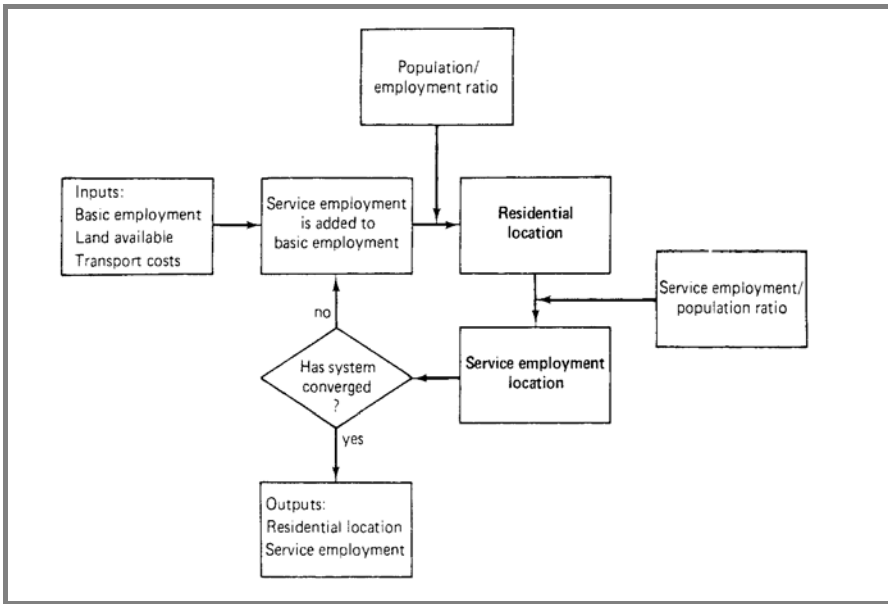 Population/
employment ratio
Inputs:
Basic employment
Land available
Transport costs
Service employment
is added to
basic employment
Residential
location
Service employment/
population ratio
no
Has system
converged
?
Service employment
location
yes
Outputs:
Residential location
Service employment